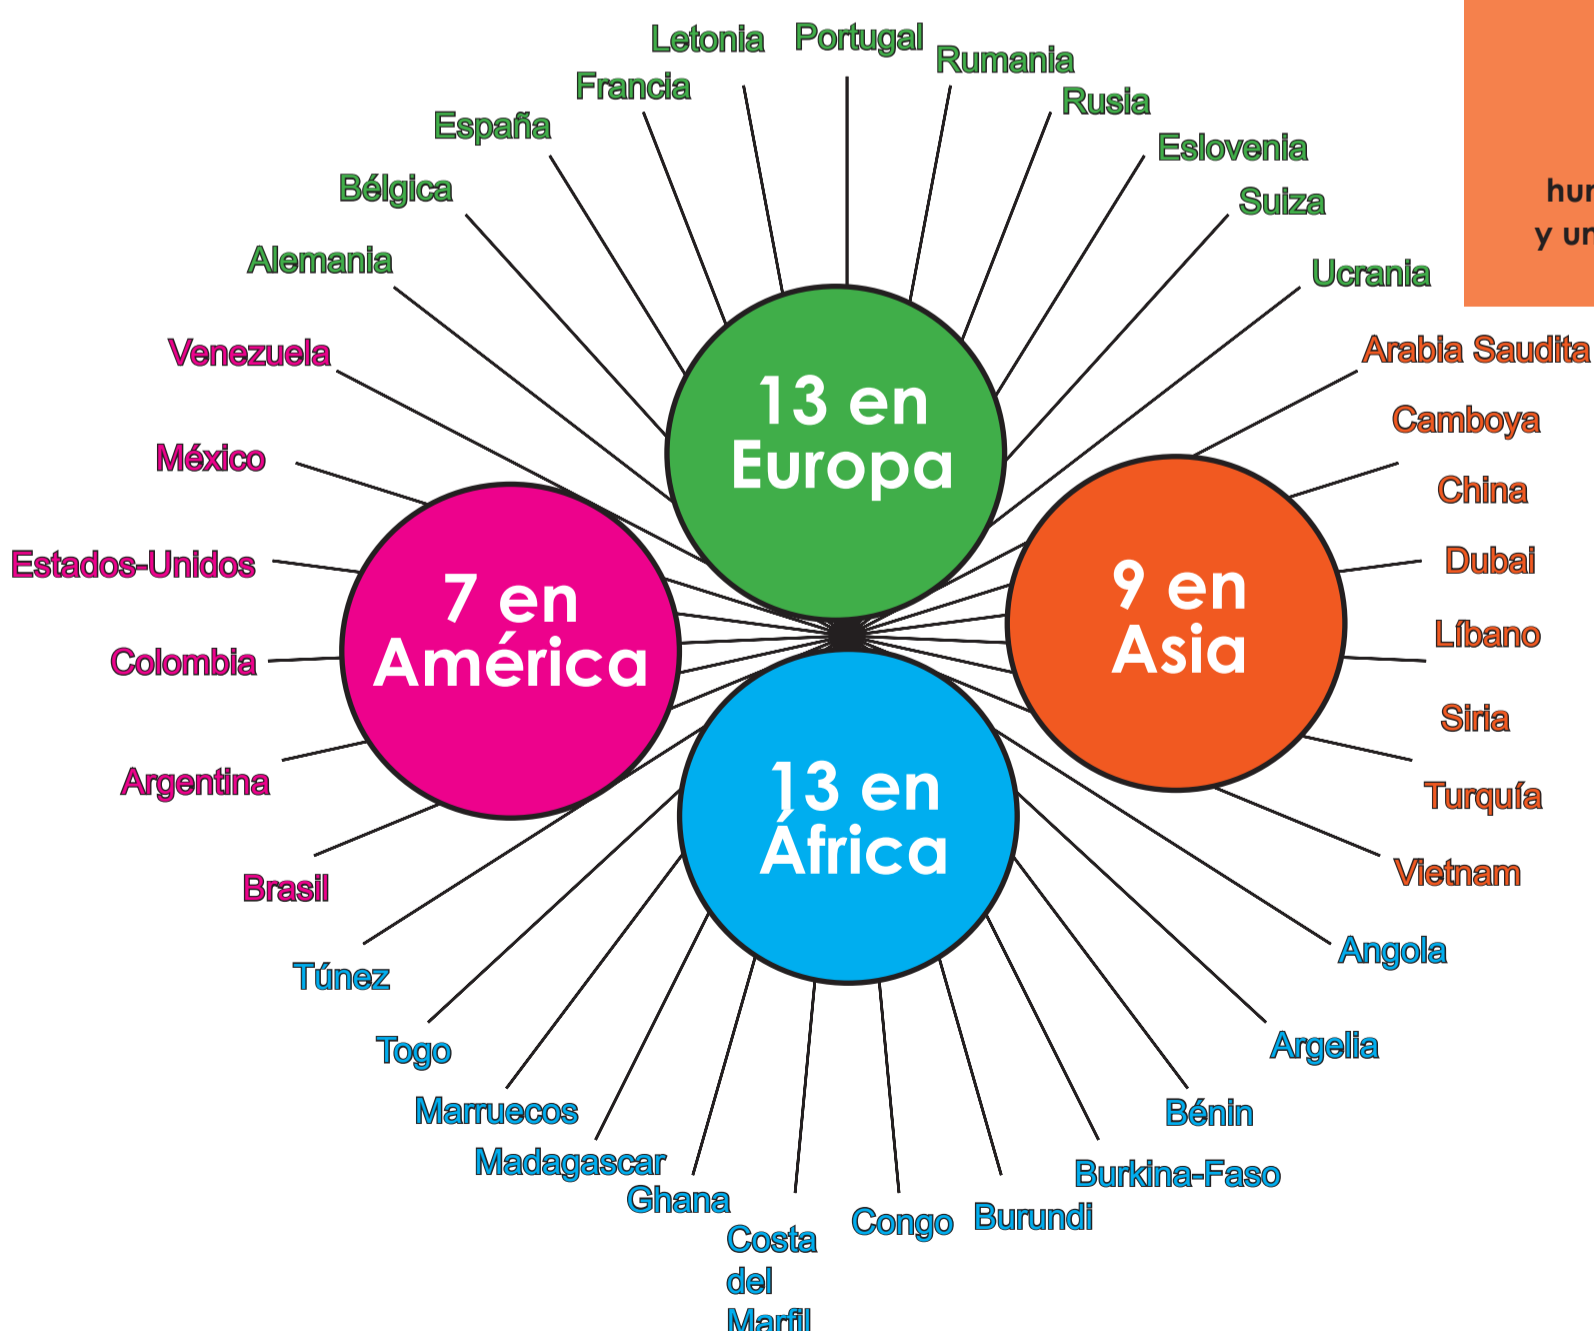 Letonia
Portugal
Rumania
Francia
Rusia
España
Eslovenia
Bélgica
Suiza
Alemania
Ucrania
Venezuela
Arabia Saudita
México
Camboya
China
Estados-Unidos
Dubai
Colombia
Líbano
Argentina
Siria
Turquía
Brasil
Vietnam
13 en
Europa
7 en
América
9 en
Asia
13 en
África
Túnez
Angola
Togo
Argelia
Marruecos
Bénin
Madagascar
Burkina-Faso
Ghana
Burundi
Costa
del
Marfil
Congo
y